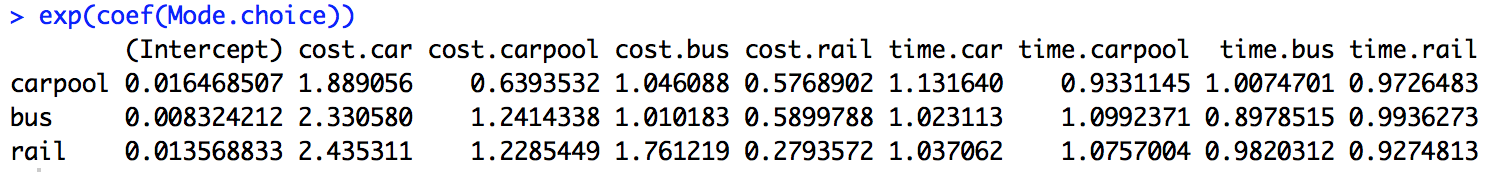 > exp(coef(Mode.choice))
(Intercept) cost.car cost.carpool cost.bus cost.rail time.car time.carpool time.bus time.rail
carpool 0.016468507 1.889056 0.6393532 1.046088 0.5768902 1.131640 0.9331145 1.0074701 0.9726483
bus 0.008324212 2.330580 1.2414338 1.010183 0.5899788 1.023113 1.0992371 0.8978515 0.9936273
rail 0.013568833 2.435311 1.2285449 1.761219 0.2793572 1.037062 1.0757004 0.9820312 0.9274813